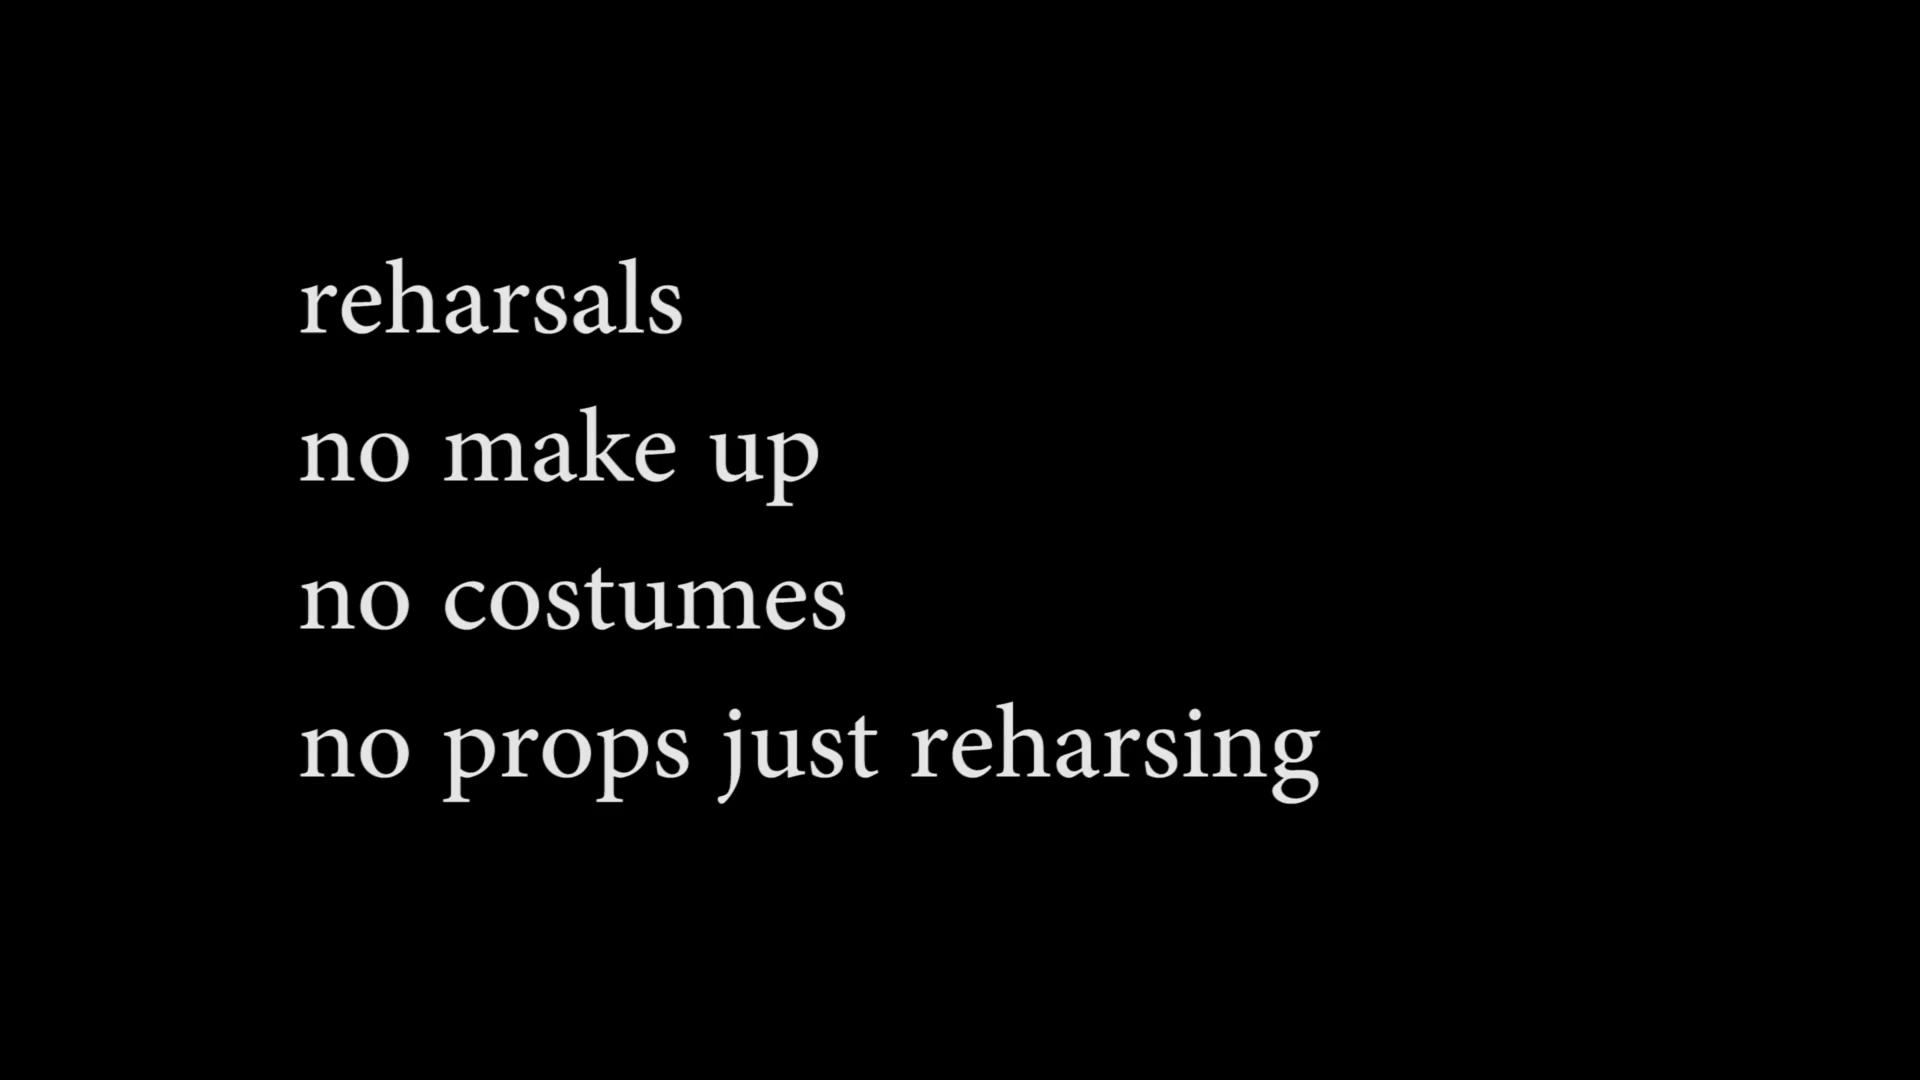 reharsals
no make up
no costumes
no props just reharsing